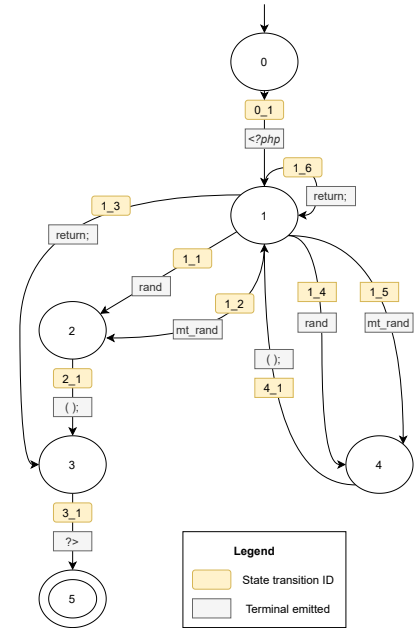 0
0_1
<?php
1_6
return;
1_3
return;
1
1_1
rand
1_2
mt_rand
1_4
rand
1_5
mt_rand
2
2_1
( );
( );
4_1
3
4
3_1
?>
5
Legend
State transition ID
Terminal emitted